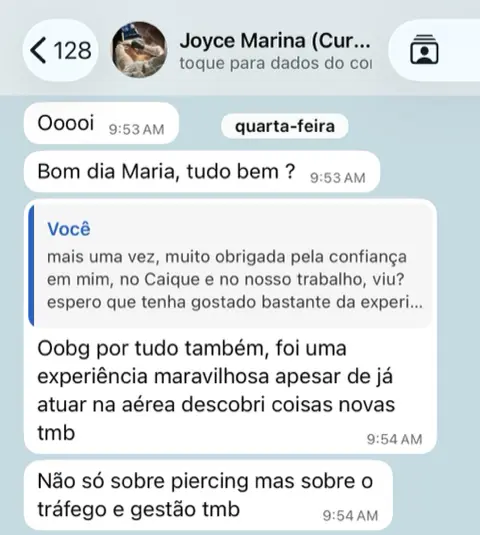 128
Joyce Marina (Cur...
toque para dados do co
Ooooi 9:53 AM
quarta-feira
Bom dia Maria, tudo bem ? 9:53 AM
Você
mais uma vez, muito obrigada pela confiança
em mim, no Caique e no nosso trabalho, viu?
espero que tenha gostado bastante da experi...
Oobg por tudo também, foi uma
experiência maravilhosa apesar de já
atuar na aérea descobri coisas novas
tmb
9:54 AM
Não só sobre piercing mas sobre o
tráfego e gestão tmb 9:54 AM